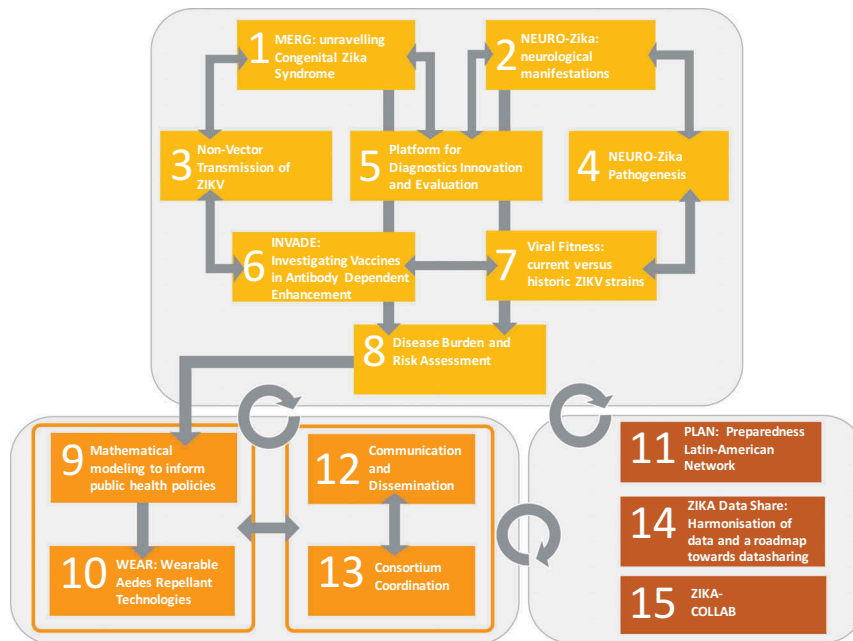 1 MERG: unravelling
Congenital Zika
Syndrome
2 NEURO-Zika:
neurological
manifestations
3 Non-Vector
Transmission of
ZIKV
5 Platform for
Diagnostics Innovation
and Evaluation
4 NEURO-Zika
Pathogenesis
6 INVADE:
Investigating Vaccines
in Antibody Dependent
Enhancement
7 Viral Fitness:
current versus
historic ZIKV strains
8 Disease Burden and
Risk Assessment
9 Mathematical
modeling to inform
public health policies
12 Communication
and
Dissemination
10 WEAR: Wearable
Aedes Repellant
Technologies
13 Consortium
Coordination
11 PLAN: Preparedness
Latin-American
Network
14 ZIKA Data Share:
Harmonisation of
data and a roadmap
towards datasharing
15 ZIKA-
COLLAB